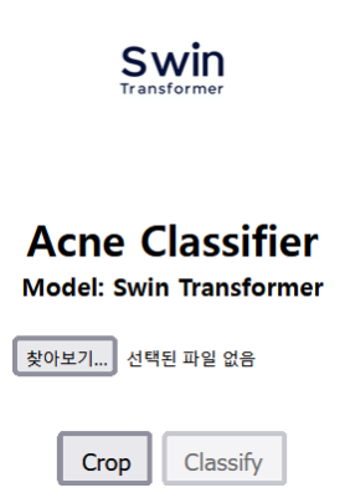 Swin
Transformer
Acne Classifier
Model: Swin Transformer
찾아보기... 선택된 파일 없음
Crop Classify